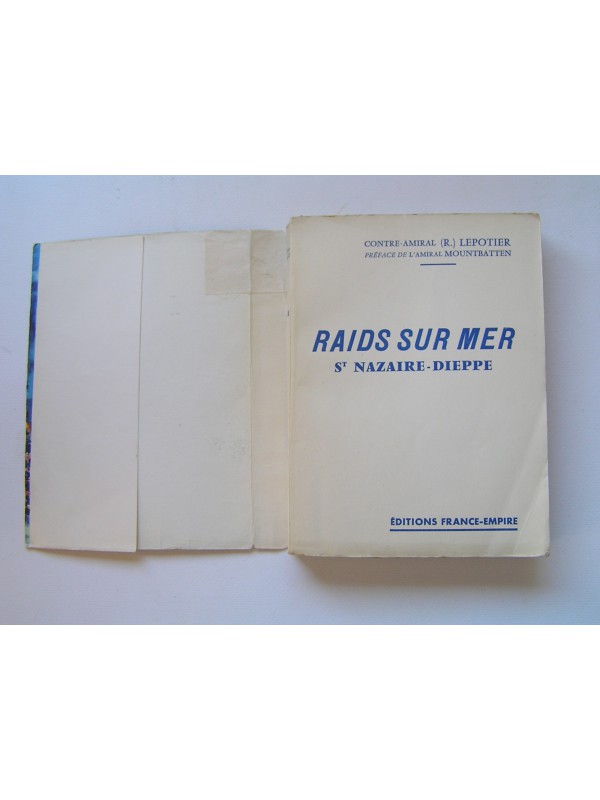 CONTRE-AMIRAL (R.) LEPOTIER
PRÉFACE DE L'AMIRAL MOUNTBATTEN
RAIDS SUR MER
ST NAZAIRE-DIEPPE
ÉDITIONS FRANCE-EMPIRE